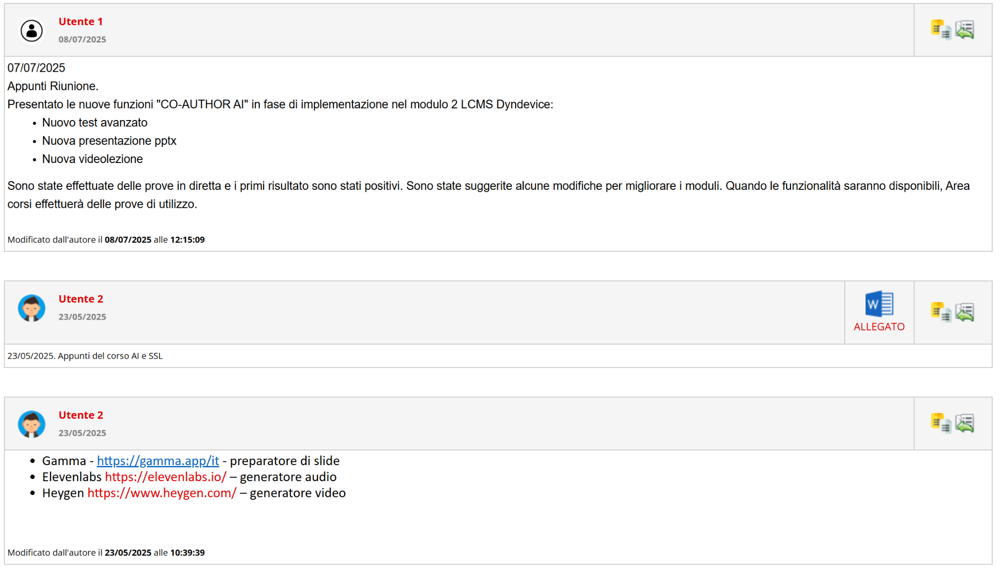 Utente 1
08/07/2025
07/07/2025
Appunti Riunione.
Presentato le nuove funzioni "CO-AUTHOR AI" in fase di implementazione nel modulo 2 LCMS Dyndevice:
• Nuovo test avanzato
• Nuova presentazione pptx
• Nuova videolezione
Sono state effettuate delle prove in diretta e i primi risultato sono stati positivi. Sono state suggerite alcune modifiche per migliorare i moduli. Quando le funzionalità saranno disponibili, Area
corsi effettuerà delle prove di utilizzo.
Modificato dall'autore il 08/07/2025 alle 12:15:09
Utente 2
23/05/2025
W
ALLEGATO
23/05/2025. Appunti del corso AI e SSL
Utente 2
23/05/2025
• Gamma - https://gamma.app/it - preparatore di slide
• Elevenlabs https://elevenlabs.io/ – generatore audio
• Heygen https://www.heygen.com/ – generatore video
Modificato dall'autore il 23/05/2025 alle 10:39:39